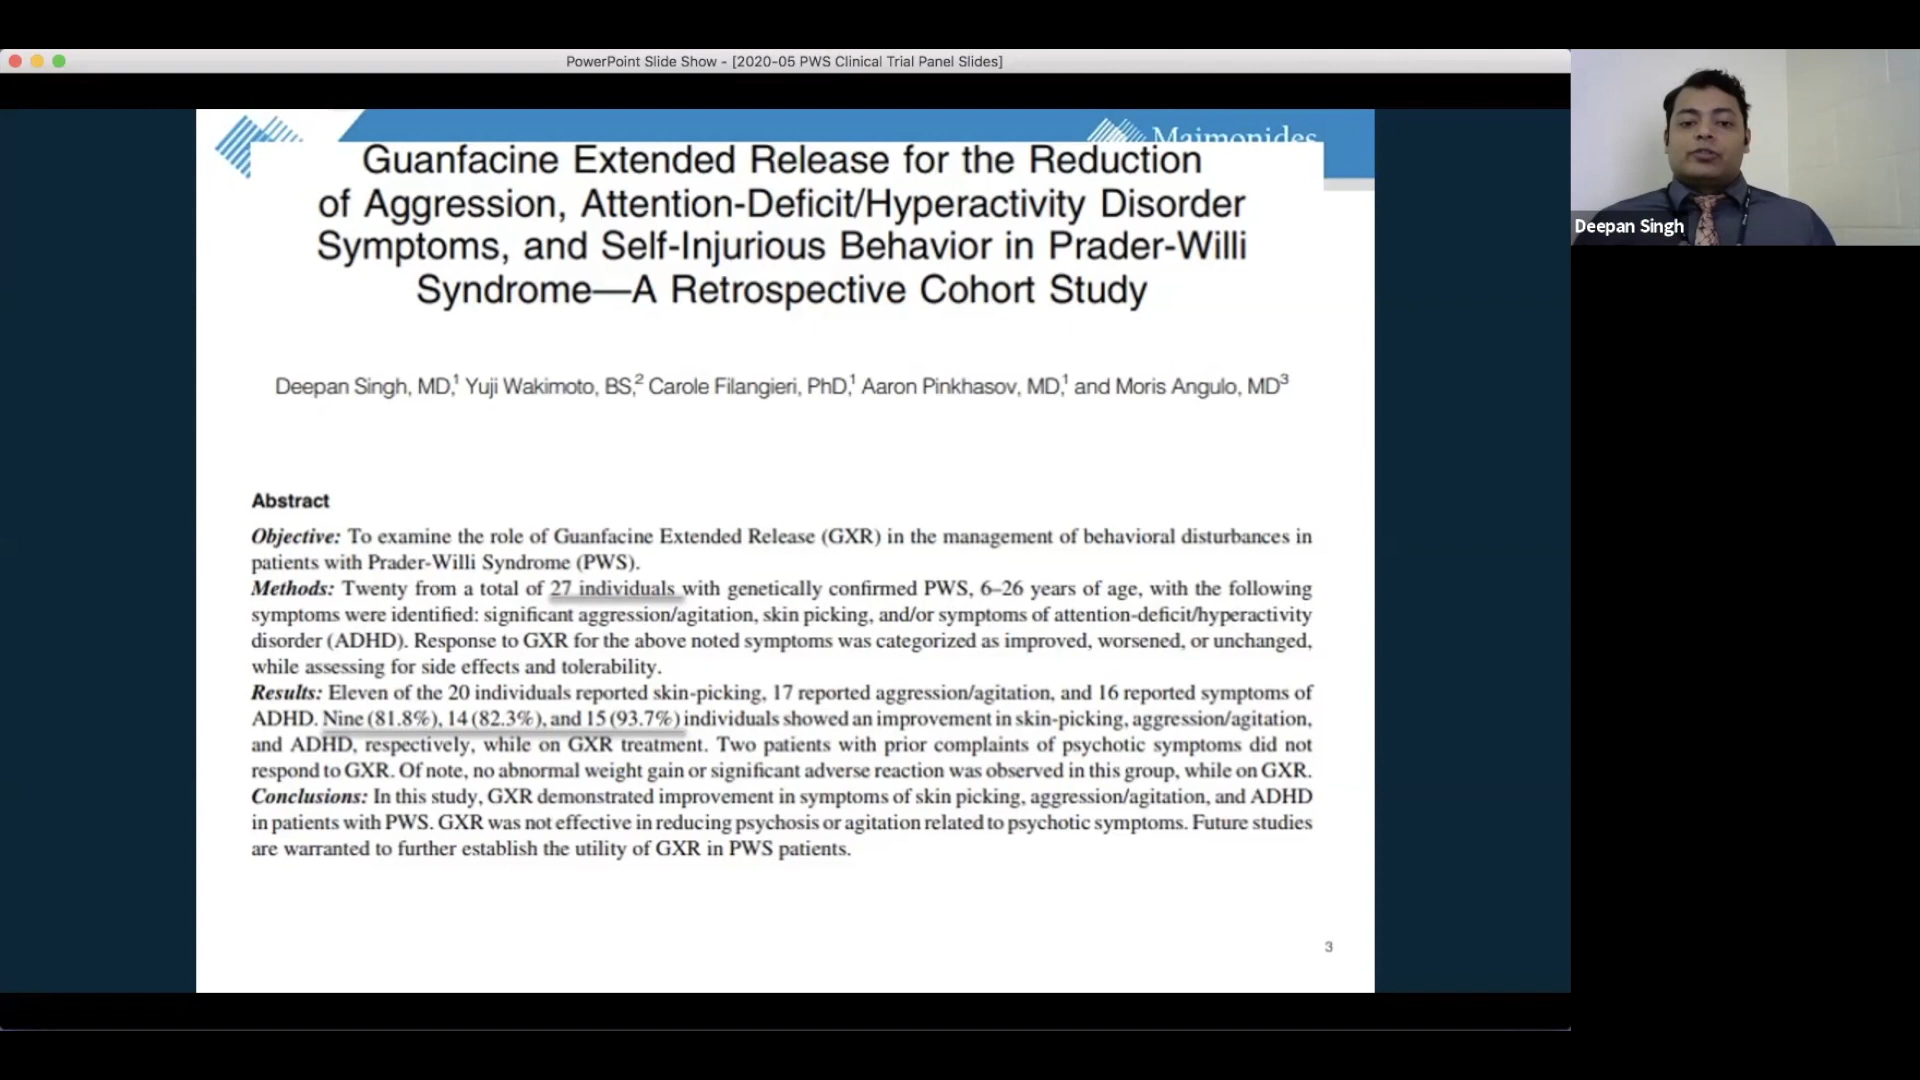 PowerPoint Slide Show - [2020-05 PWS Clinical Trial Panel Slides]
Maimonides
Guanfacine Extended Release for the Reduction
of Aggression, Attention-Deficit/Hyperactivity Disorder
Symptoms, and Self-Injurious Behavior in Prader-Willi
Syndrome—A Retrospective Cohort Study
Deepan Singh, MD,1 Yuji Wakimoto, BS,2 Carole Filangieri, PhD,1 Aaron Pinkhasov, MD,1 and Moris Angulo, MD3
Abstract
Objective: To examine the role of Guanfacine Extended Release (GXR) in the management of behavioral disturbances in
patients with Prader-Willi Syndrome (PWS).
Methods: Twenty from a total of 27 individuals with genetically confirmed PWS, 6–26 years of age, with the following
symptoms were identified: significant aggression/agitation, skin picking, and/or symptoms of attention-deficit/hyperactivity
disorder (ADHD). Response to GXR for the above noted symptoms was categorized as improved, worsened, or unchanged,
while assessing for side effects and tolerability.
Results: Eleven of the 20 individuals reported skin-picking, 17 reported aggression/agitation, and 16 reported symptoms of
ADHD. Nine (81.8%), 14 (82.3%), and 15 (93.7%) individuals showed an improvement in skin-picking, aggression/agitation,
and ADHD, respectively, while on GXR treatment. Two patients with prior complaints of psychotic symptoms did not
respond to GXR. Of note, no abnormal weight gain or significant adverse reaction was observed in this group, while on GXR.
Conclusions: In this study, GXR demonstrated improvement in symptoms of skin picking, aggression/agitation, and ADHD
in patients with PWS. GXR was not effective in reducing psychosis or agitation related to psychotic symptoms. Future studies
are warranted to further establish the utility of GXR in PWS patients.
3
Deepan Singh